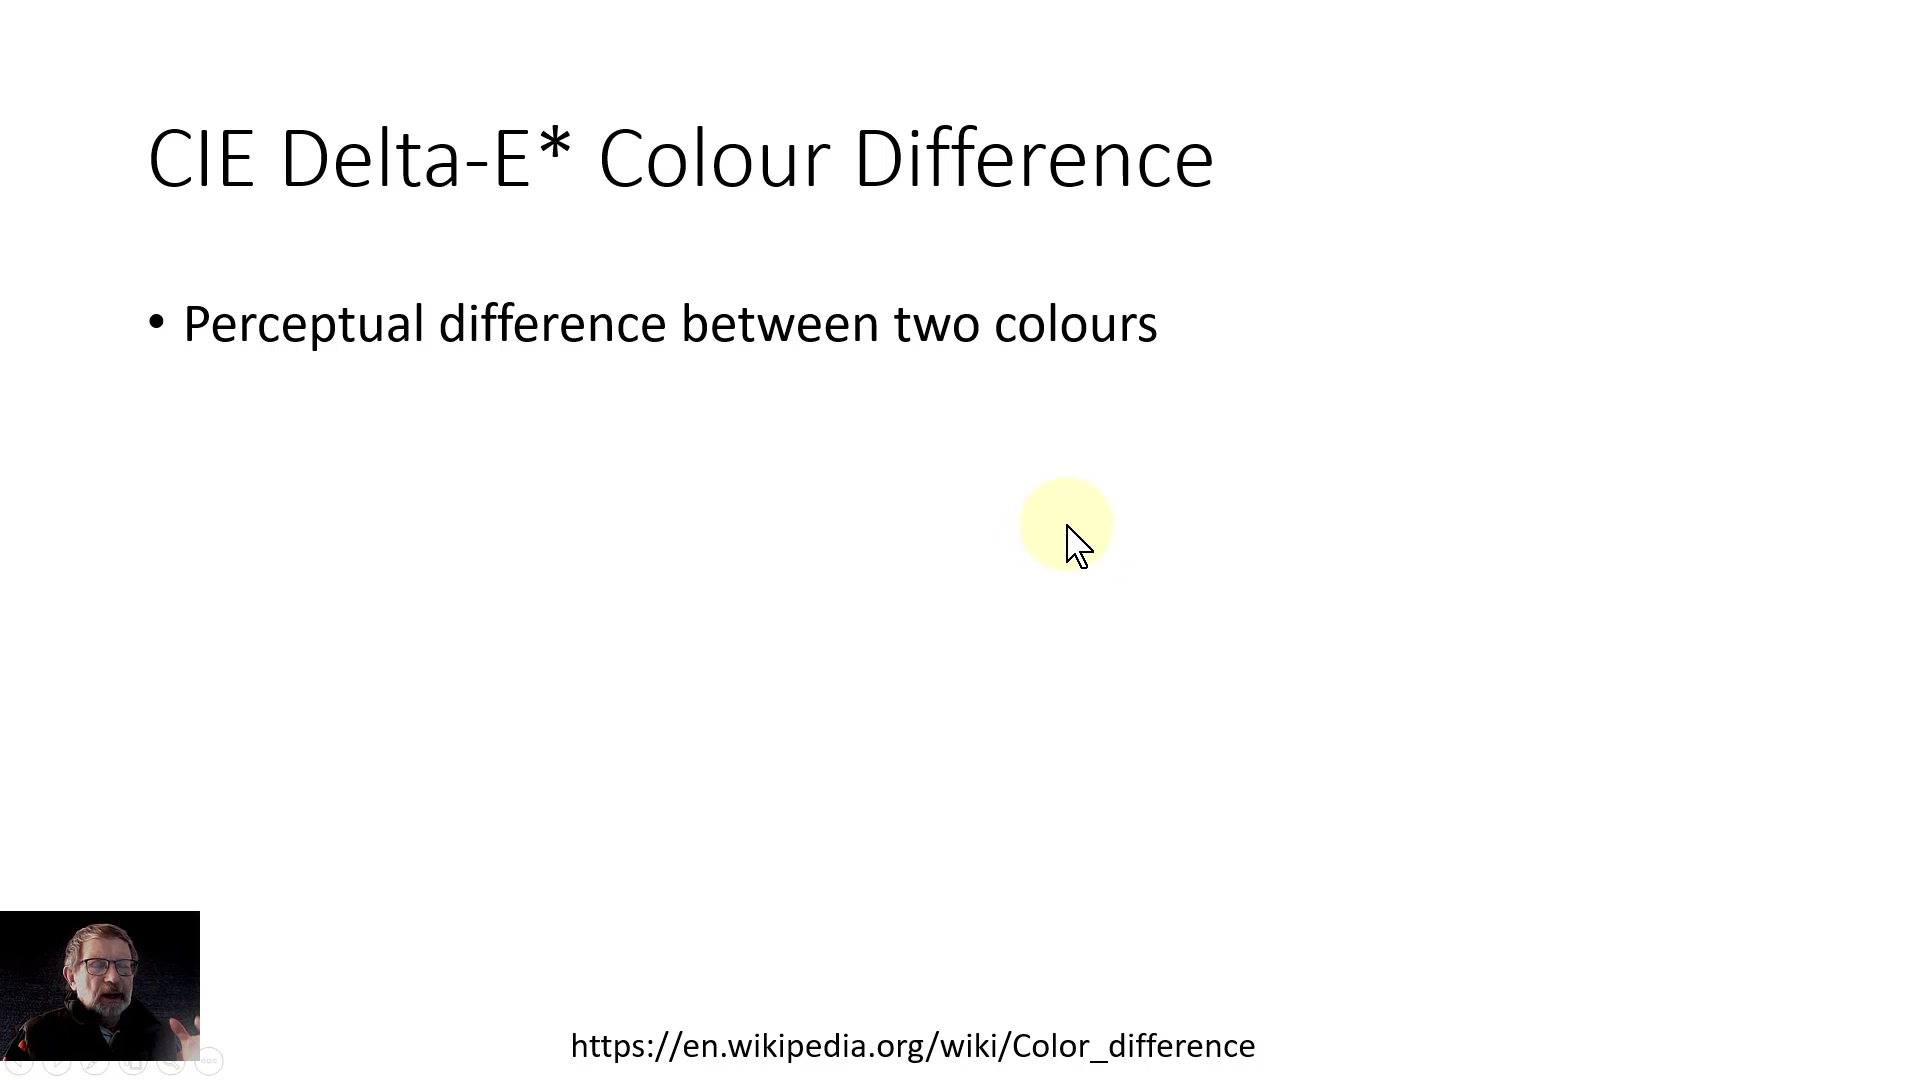 CIE Delta-E* Colour Difference
• Perceptual difference between two colours
https://en.wikipedia.org/wiki/Color_difference